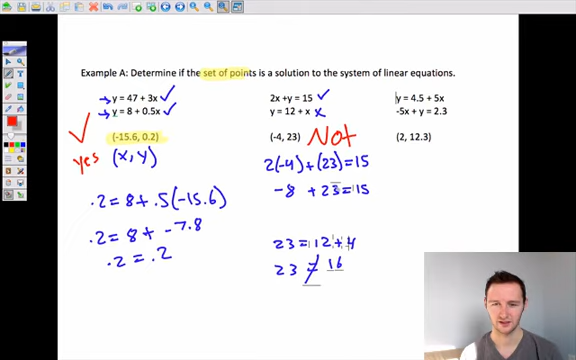 Example A: Determine if the set of points is a solution to the system of linear equations.
y = 47 + 3x ✓
y = 8 + 0.5x ✓
(-15.6, 0.2)
✓ yes
(x, y)
.2 = 8 + .5(-15.6)
.2 = 8 + -7.8
.2 = .2
2x +y = 15 ✓
y = 12 + x ×
(-4, 23) Not
2(-4) + (23) = 15
-8 + 23 = 15
23 = 12 + 4
23 ≠ 16
y = 4.5 + 5x
-5x + y = 2.3
(2, 12.3)